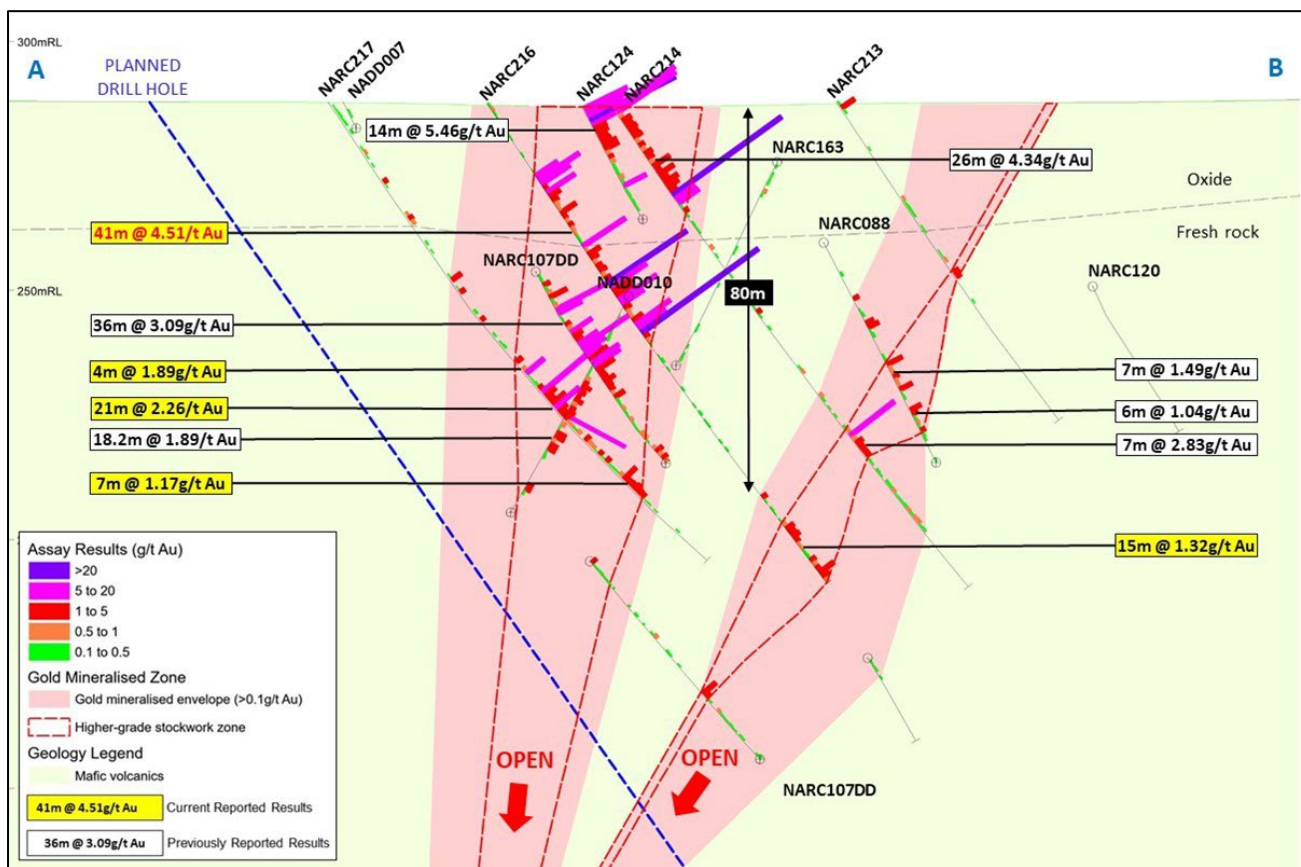 300mRL
A
PLANNED
DRILL HOLE
NARC217
NADD007
NARC216
NARC124
NARC214
NARC213
B
14m @ 5.46g/t Au
NARC163
26m @ 4.34g/t Au
Oxide
41m @ 4.51/t Au
NARC088
Fresh rock
NARC107DD
NADD010
NARC120
250mRL
80m
36m @ 3.09g/t Au
4m @ 1.89g/t Au
7m @ 1.49g/t Au
21m @ 2.26/t Au
6m @ 1.04g/t Au
18.2m @ 1.89/t Au
7m @ 2.83g/t Au
7m @ 1.17g/t Au
15m @ 1.32g/t Au
Assay Results (g/t Au)
>20
5 to 20
1 to 5
0.5 to 1
0.1 to 0.5
Gold Mineralised Zone
Gold mineralised envelope (>0.1g/t Au)
Higher-grade stockwork zone
Geology Legend
Mafic volcanics
41m @ 4.51g/t Au Current Reported Results
36m @ 3.09g/t Au Previously Reported Results
OPEN
OPEN
NARC107DD